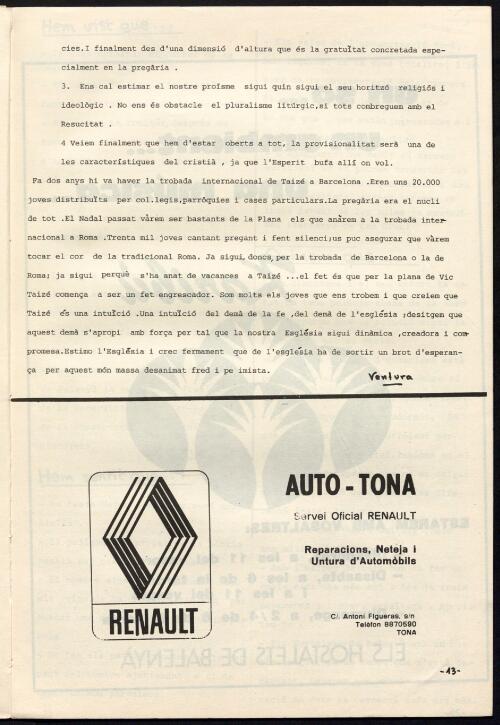 cies.I finalment des d'una dimensió d'altura que és la gratuïtat concretada espe-
cialment en la pregària .
3. Ens cal estimar el nostre proïsme sigui quin sigui el seu horitzó religiós i
ideològic . No ens és obstacle el pluralisme litúrgic,si tots combreguem amb el
Resucitat .
4 Veiem finalment que hem d'estar oberts a tot, la provisionalitat serà una de
les característiques del cristià , ja que l'Esperit bufa allí on vol.
Fa dos anys hi va haver la trobada internacional de Taizé a Barcelona .Eren uns 20.000
joves distribuïts per col.legis,parròquies i cases particulars.La pregària era el nucli
de tot .El Nadal passat vàrem ser bastants de la Plana els que anàrem a la trobada inter-
nacional a Roma .Trenta mil joves cantant pregant i fent silenci;us puc asegurar que vàrem
tocar el cor de la tradicional Roma. Ja sigui,doncs,per la trobada de Barcelona o la de
Roma; ja sigui perquè s'ha anat de vacances a Taizé ...el fet és que per la plana de Vic
Taizé comença a ser un fet engrescador. Som molts els joves que ens trobem i creiem que
Taizé és una intuïció .Una intuïció del demà de la fe ,del demà de l'església ;desitgem que
aquest demà s'apropi amb força per tal que la nostra Església sigui dinàmica ,creadora i com-
promesa.Estimo l'Església i crec fermament que de l'església ha de sortir un brot d'esperan-
ça per aquest món massa desanimat fred i pe imista.
Ventura
RENAULT
AUTO - TONA
Servei Oficial RENAULT
Reparacions, Neteja i
Untura d'Automòbils
C/. Antoni Figueras, s/n
Telèfon 8870590
TONA
-13-